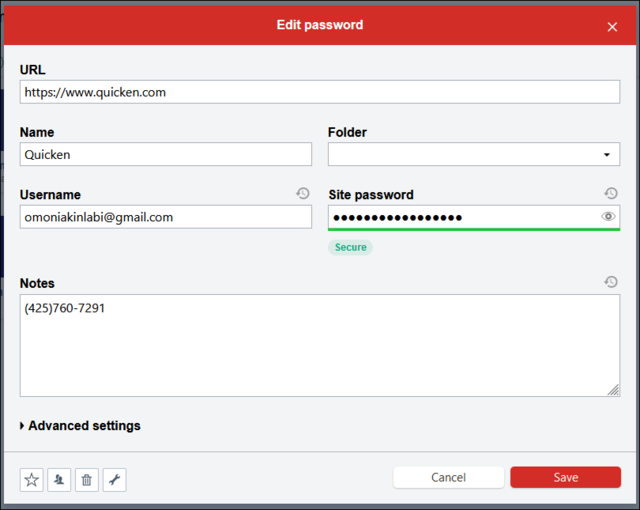 Edit password
URL
https://www.quicken.com
Name
Folder
Quicken
Username
Site password
omoniakinlabi@gmail.com
●●●●●●●●●●●●●●●●●
Secure
Notes
(425)760-7291
Advanced settings
Cancel
Save